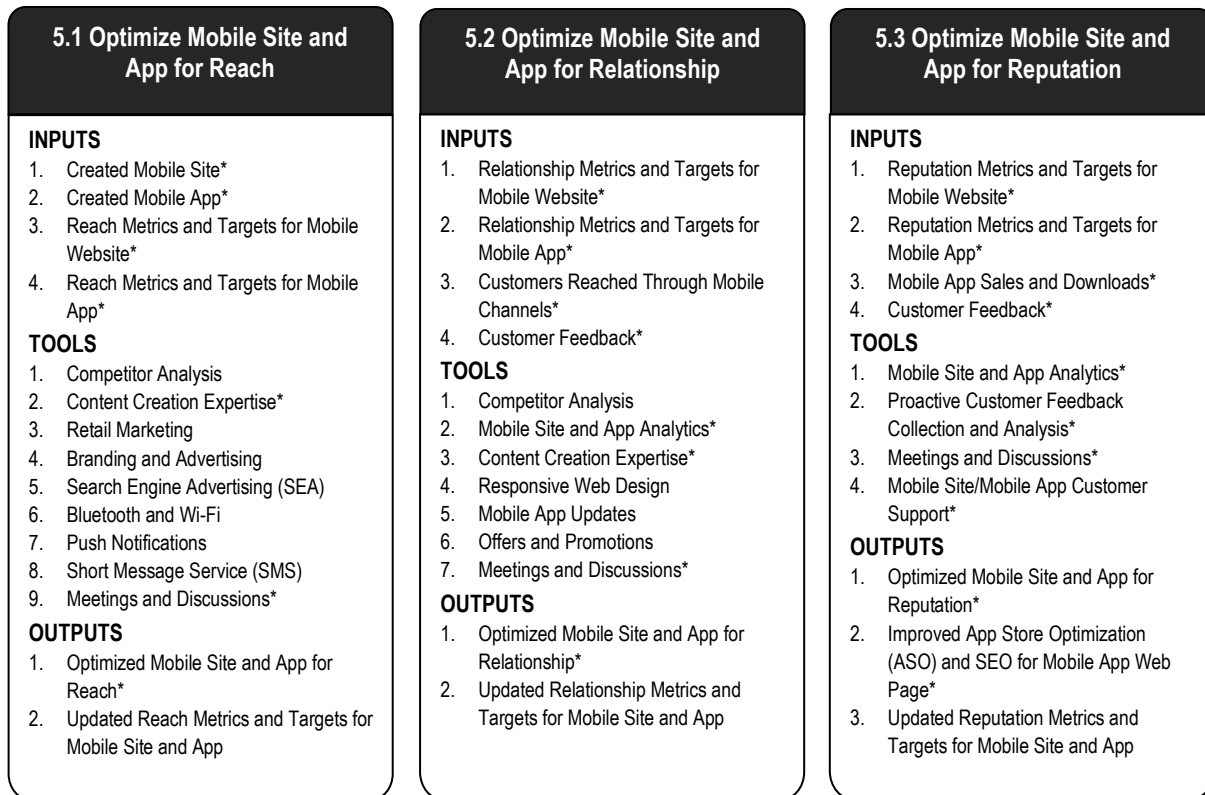 5.1 Optimize Mobile Site and
App for Reach
INPUTS
1. Created Mobile Site*
2. Created Mobile App*
3. Reach Metrics and Targets for Mobile
Website*
4. Reach Metrics and Targets for Mobile
App*
TOOLS
1. Competitor Analysis
2. Content Creation Expertise*
3. Retail Marketing
4. Branding and Advertising
5. Search Engine Advertising (SEA)
6. Bluetooth and Wi-Fi
7. Push Notifications
8. Short Message Service (SMS)
9. Meetings and Discussions*
OUTPUTS
1. Optimized Mobile Site and App for
Reach*
2. Updated Reach Metrics and Targets for
Mobile Site and App
5.2 Optimize Mobile Site and
App for Relationship
INPUTS
1. Relationship Metrics and Targets for
Mobile Website*
2. Relationship Metrics and Targets for
Mobile App*
3. Customers Reached Through Mobile
Channels*
4. Customer Feedback*
TOOLS
1. Competitor Analysis
2. Mobile Site and App Analytics*
3. Content Creation Expertise*
4. Responsive Web Design
5. Mobile App Updates
6. Offers and Promotions
7. Meetings and Discussions*
OUTPUTS
1. Optimized Mobile Site and App for
Relationship*
2. Updated Relationship Metrics and
Targets for Mobile Site and App
5.3 Optimize Mobile Site and
App for Reputation
INPUTS
1. Reputation Metrics and Targets for
Mobile Website*
2. Reputation Metrics and Targets for
Mobile App*
3. Mobile App Sales and Downloads*
4. Customer Feedback*
TOOLS
1. Mobile Site and App Analytics*
2. Proactive Customer Feedback
Collection and Analysis*
3. Meetings and Discussions*
4. Mobile Site/Mobile App Customer
Support*
OUTPUTS
1. Optimized Mobile Site and App for
Reputation*
2. Improved App Store Optimization
(ASO) and SEO for Mobile App Web
Page*
3. Updated Reputation Metrics and
Targets for Mobile Site and App